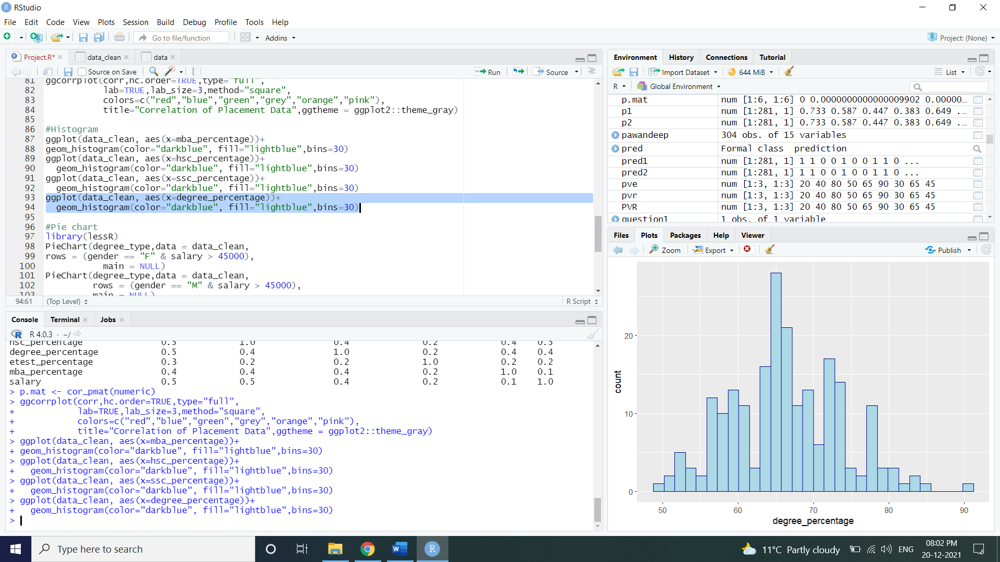 RStudio
File Edit Code View Plots Session Build Debug Profile Tools Help
Go to file/function Addins Project: (None)
Project.R* data_clean data
Source on Save Run Source
81 ggcorrplot(corr,hc.order=TRUE,type="full",
82 lab=TRUE,lab_size=3,method="square",
83 colors=c("red","blue","green","grey","orange","pink"),
84 title="Correlation of Placement Data",ggtheme = ggplot2::theme_gray)
85
86 #Histogram
87 ggplot(data_clean, aes(x=mba_percentage))+
88 geom_histogram(color="darkblue", fill="lightblue",bins=30)
89 ggplot(data_clean, aes(x=hsc_percentage))+
90 geom_histogram(color="darkblue", fill="lightblue",bins=30)
91 ggplot(data_clean, aes(x=ssc_percentage))+
92 geom_histogram(color="darkblue", fill="lightblue",bins=30)
93 ggplot(data_clean, aes(x=degree_percentage))+
94 geom_histogram(color="darkblue", fill="lightblue",bins=30)
95
96 #Pie chart
97 library(lessR)
98 PieChart(degree_type,data = data_clean,
99 rows = (gender == "F" & salary > 45000),
100 main = NULL)
101 PieChart(degree_type,data = data_clean,
102 rows = (gender == "M" & salary > 45000),
103 main = NULL)
94:61 (Top Level) R Script
Console Terminal Jobs
R 4.0.3 · ~/
hsc_percentage 0.5 1.0 0.4 0.2 0.4 0.5
degree_percentage 0.5 0.4 1.0 0.2 0.4 0.4
etest_percentage 0.3 0.2 0.2 1.0 0.2 0.2
mba_percentage 0.4 0.4 0.4 0.2 1.0 0.1
salary 0.5 0.5 0.4 0.2 0.1 1.0
> p.mat <- cor_pmat(numeric)
> ggcorrplot(corr,hc.order=TRUE,type="full",
+ lab=TRUE,lab_size=3,method="square",
+ colors=c("red","blue","green","grey","orange","pink"),
+ title="Correlation of Placement Data",ggtheme = ggplot2::theme_gray)
> ggplot(data_clean, aes(x=mba_percentage))+
+ geom_histogram(color="darkblue", fill="lightblue",bins=30)
> ggplot(data_clean, aes(x=hsc_percentage))+
+ geom_histogram(color="darkblue", fill="lightblue",bins=30)
> ggplot(data_clean, aes(x=ssc_percentage))+
+ geom_histogram(color="darkblue", fill="lightblue",bins=30)
> ggplot(data_clean, aes(x=degree_percentage))+
+ geom_histogram(color="darkblue", fill="lightblue",bins=30)
>
Environment History Connections Tutorial
Import Dataset 644 MiB List
R Global Environment
p.mat num [1:6, 1:6] 0 0.0000000000000009902 0.00000...
p1 num [1:281, 1] 0.733 0.587 0.447 0.383 0.649 ...
p2 num [1:281, 1] 0.733 0.587 0.447 0.383 0.649 ...
pawandeep 304 obs. of 15 variables
pred Formal class prediction
pred1 num [1:281, 1] 1 1 0 0 1 0 0 1 1 0 ...
pred2 num [1:281, 1] 1 1 0 0 1 0 0 1 1 0 ...
pve num [1:3, 1:3] 20 40 80 50 65 90 30 65 45
pvr num [1:3, 1:3] 20 40 80 50 65 90 30 65 45
PVR num [1:3, 1:3] 20 40 80 50 65 90 30 65 45
question1 1 obs. of 1 variable
Files Plots Packages Help Viewer
Zoom Export Publish
20
10
0
count
50 60 70 80 90
degree_percentage
Type here to search
11°C Partly cloudy ENG
08:02 PM
20-12-2021